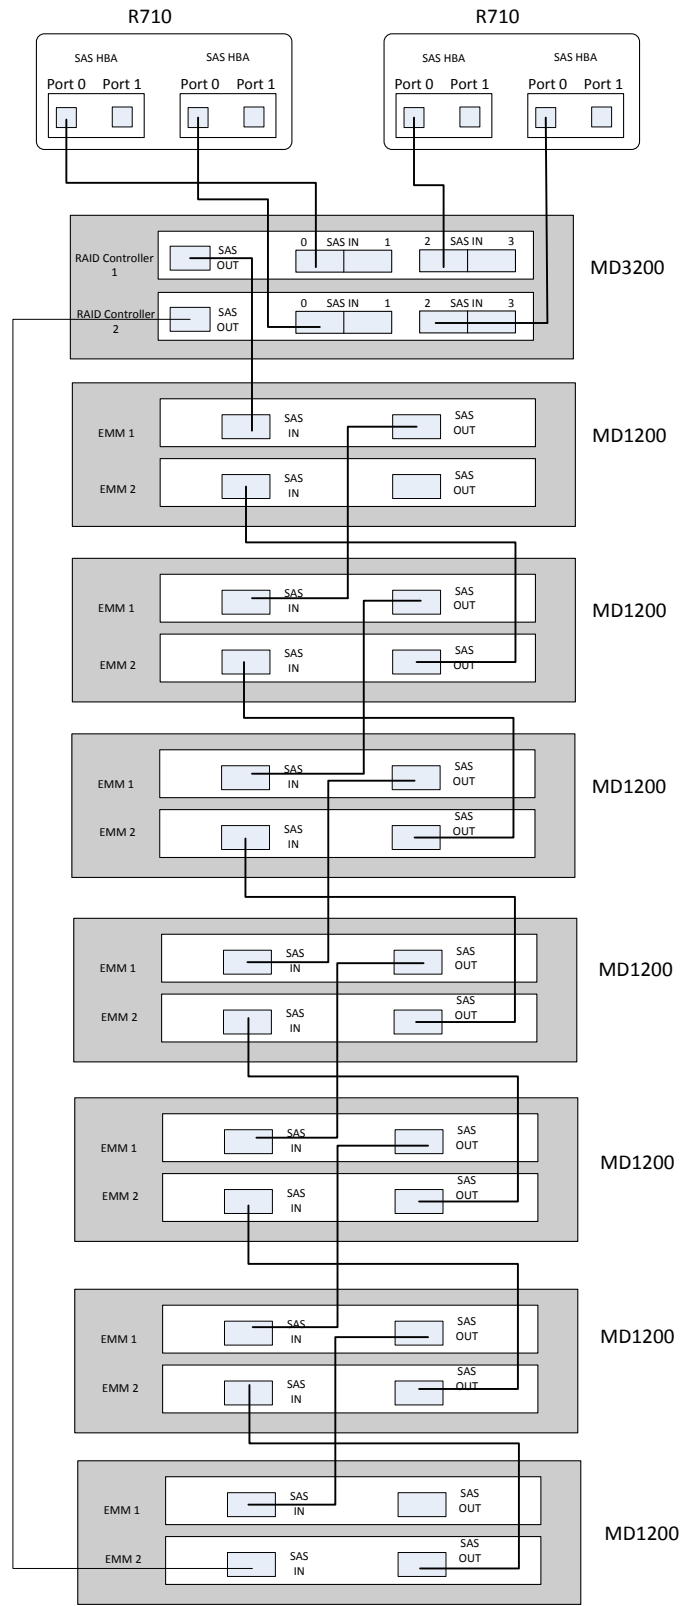 R710 R710
SAS HBA SAS HBA SAS HBA SAS HBA
Port 0 Port 1 Port 0 Port 1 Port 0 Port 1 Port 0 Port 1
0 SAS IN 1 2 SAS IN 3
RAID Controller 1 SAS OUT
MD3200
0 SAS IN 1 2 SAS IN 3
RAID Controller 2 SAS OUT
EMM 1 SAS IN SAS OUT
MD1200
EMM 2 SAS IN SAS OUT
EMM 1 SAS IN SAS OUT
MD1200
EMM 2 SAS IN SAS OUT
EMM 1 SAS IN SAS OUT
MD1200
EMM 2 SAS IN SAS OUT
EMM 1 SAS IN SAS OUT
MD1200
EMM 2 SAS IN SAS OUT
EMM 1 SAS IN SAS OUT
MD1200
EMM 2 SAS IN SAS OUT
EMM 1 SAS IN SAS OUT
MD1200
EMM 2 SAS IN SAS OUT
EMM 1 SAS IN SAS OUT
MD1200
EMM 2 SAS IN SAS OUT